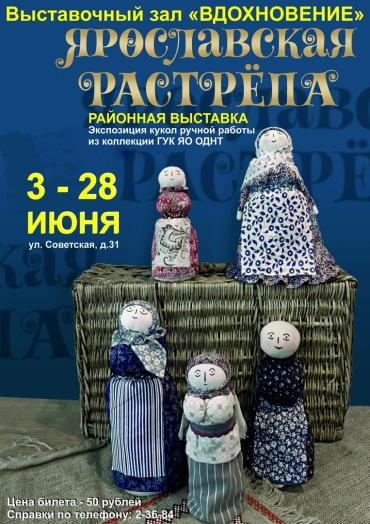 Выставочный зал «ВДОХНОВЕНИЕ»
ЯРОСЛАВСКАЯ
РАСТРЁПА
РАЙОННАЯ ВЫСТАВКА
Экспозиция кукол ручной работы
из коллекции ГУК ЯО ОДНТ
3 - 28
ИЮНЯ
ул. Советская, д.31
Цена билета - 50 рублей
Справки по телефону: 2-36-84